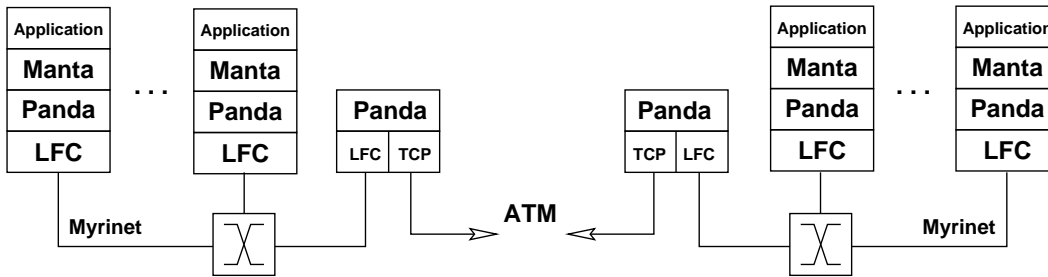 Application
Manta
Panda
LFC
. . .
Application
Manta
Panda
LFC
Panda
LFC TCP
Myrinet
ATM
Panda
TCP LFC
Application
Manta
Panda
LFC
. . .
Application
Manta
Panda
LFC
Myrinet